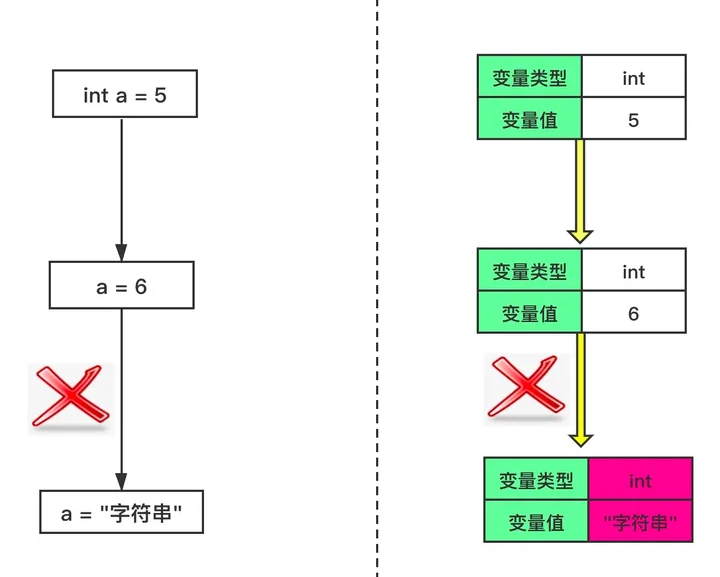 int a = 5
a = 6
a = "字符串"
变量类型 int
变量值 5
变量类型 int
变量值 6
变量类型 int
变量值 "字符串"